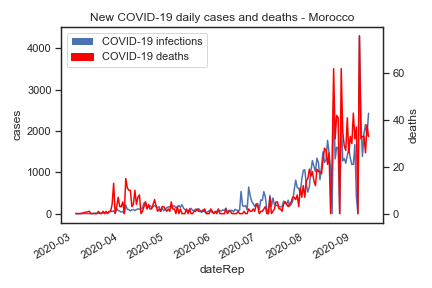 New COVID-19 daily cases and deaths - Morocco
COVID-19 infections
COVID-19 deaths
4000
3000
2000
1000
0
cases
60
40
20
0
deaths
2020-03
2020-04
2020-05
2020-06
2020-07
2020-08
2020-09
dateRep